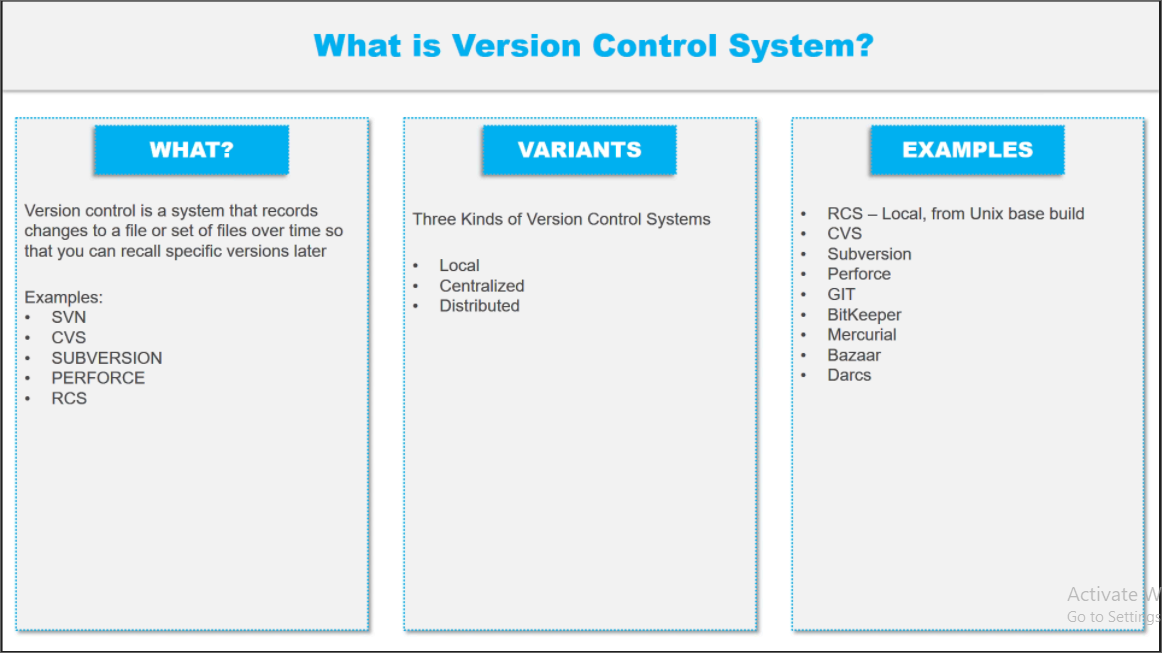 What is Version Control System?
WHAT?
Version control is a system that records
changes to a file or set of files over time so
that you can recall specific versions later
Examples:
• SVN
• CVS
• SUBVERSION
• PERFORCE
• RCS
VARIANTS
Three Kinds of Version Control Systems
• Local
• Centralized
• Distributed
EXAMPLES
• RCS – Local, from Unix base build
• CVS
• Subversion
• Perforce
• GIT
• BitKeeper
• Mercurial
• Bazaar
• Darcs
Activate W
Go to Settings